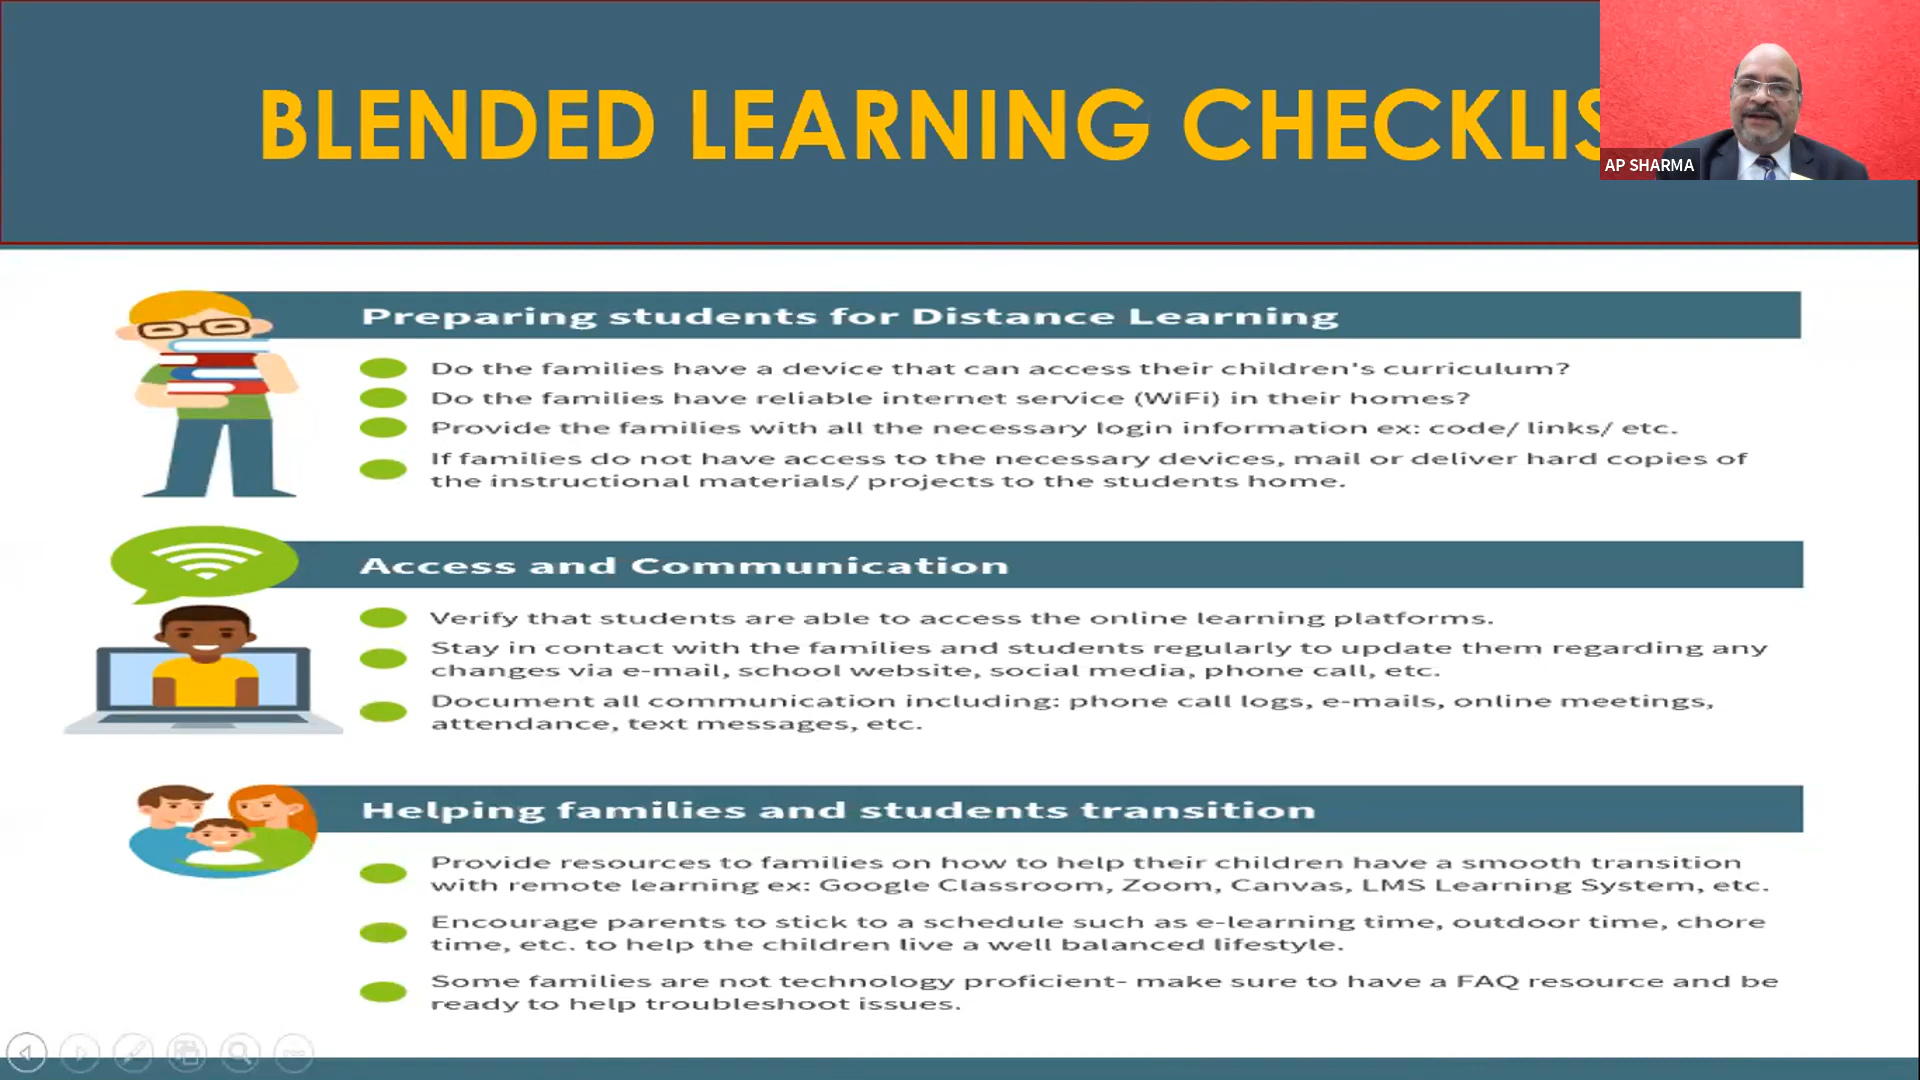 BLENDED LEARNING CHECKLIS
AP SHARMA
Preparing students for Distance Learning
Do the families have a device that can access their children's curriculum?
Do the families have reliable internet service (WiFi) in their homes?
Provide the families with all the necessary login information ex: code/ links/ etc.
If families do not have access to the necessary devices, mail or deliver hard copies of
the instructional materials/ projects to the students home.
Access and Communication
Verify that students are able to access the online learning platforms.
Stay in contact with the families and students regularly to update them regarding any
changes via e-mail, school website, social media, phone call, etc.
Document all communication including: phone call logs, e-mails, online meetings,
attendance, text messages, etc.
Helping families and students transition
Provide resources to families on how to help their children have a smooth transition
with remote learning ex: Google Classroom, Zoom, Canvas, LMS Learning System, etc.
Encourage parents to stick to a schedule such as e-learning time, outdoor time, chore
time, etc. to help the children live a well balanced lifestyle.
Some families are not technology proficient- make sure to have a FAQ resource and be
ready to help troubleshoot issues.